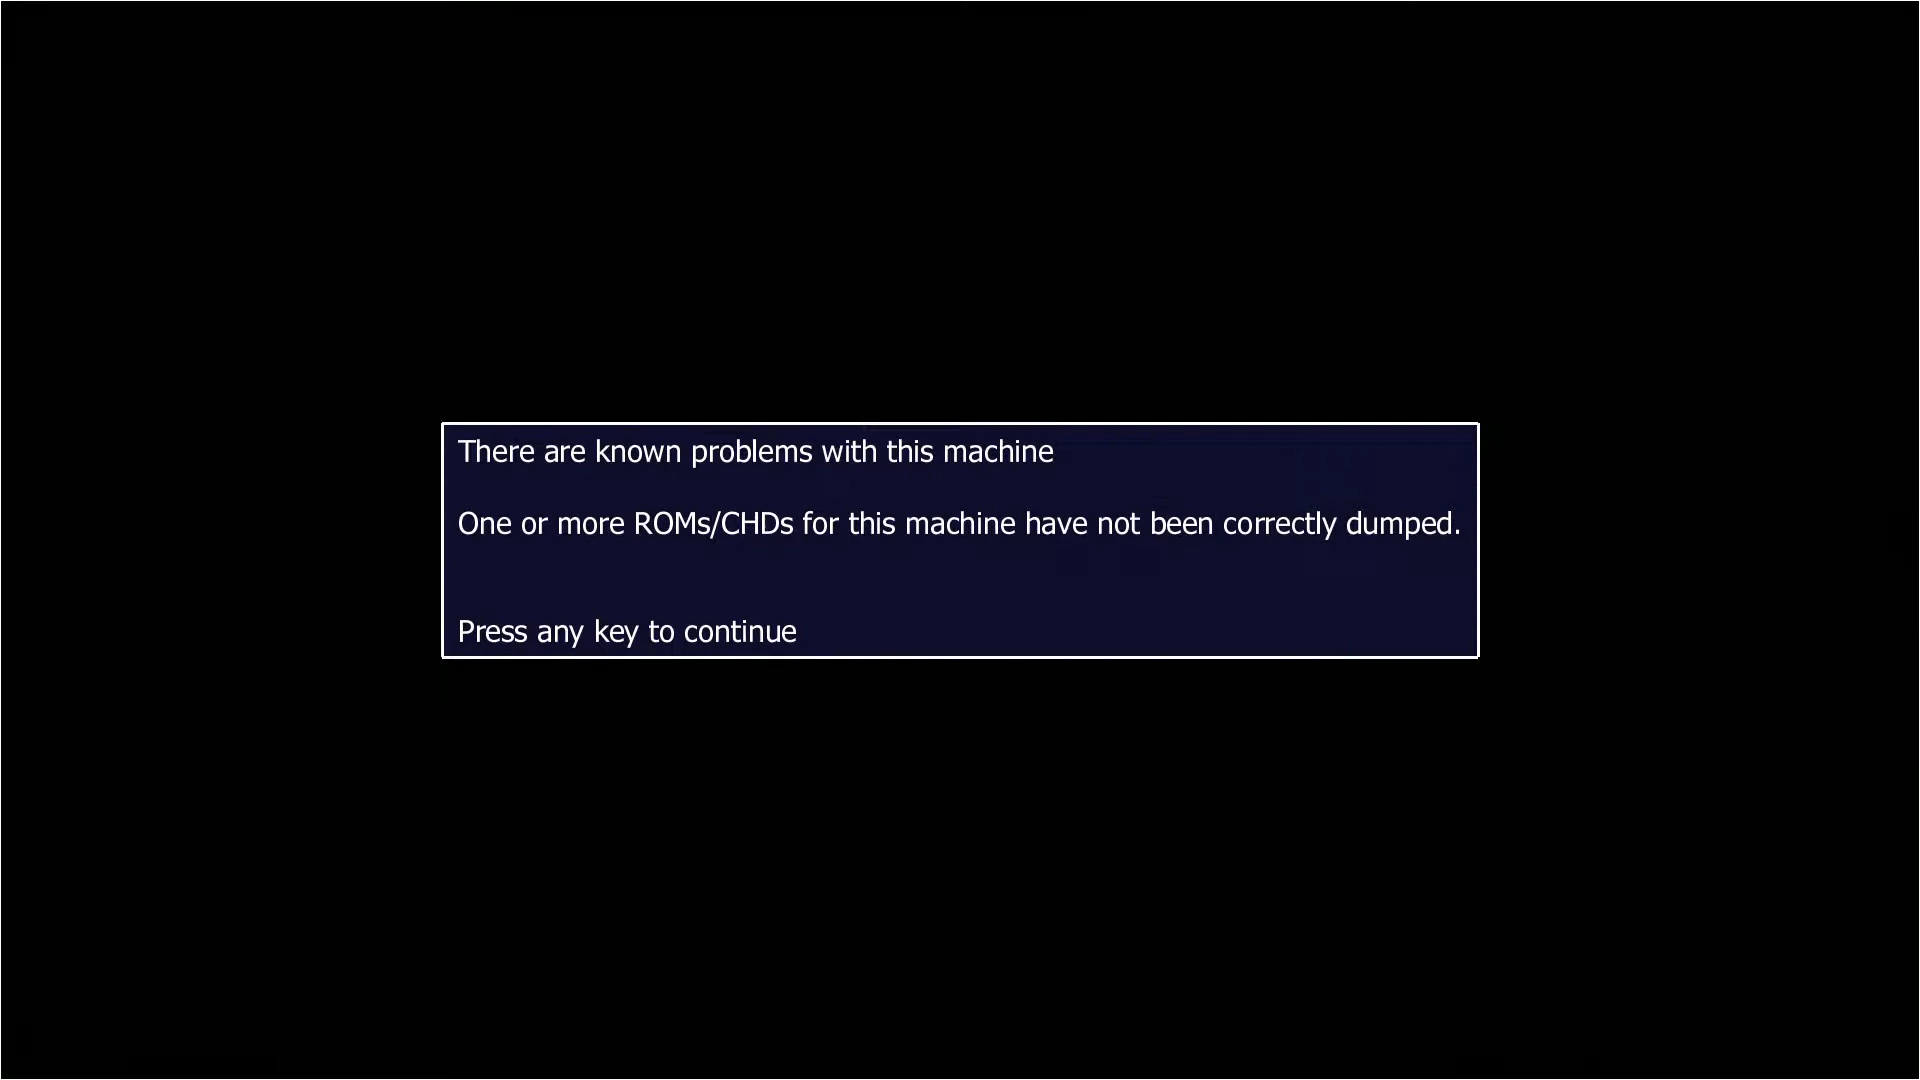 There are known problems with this machine
One or more ROMs/CHDs for this machine have not been correctly dumped.
Press any key to continue